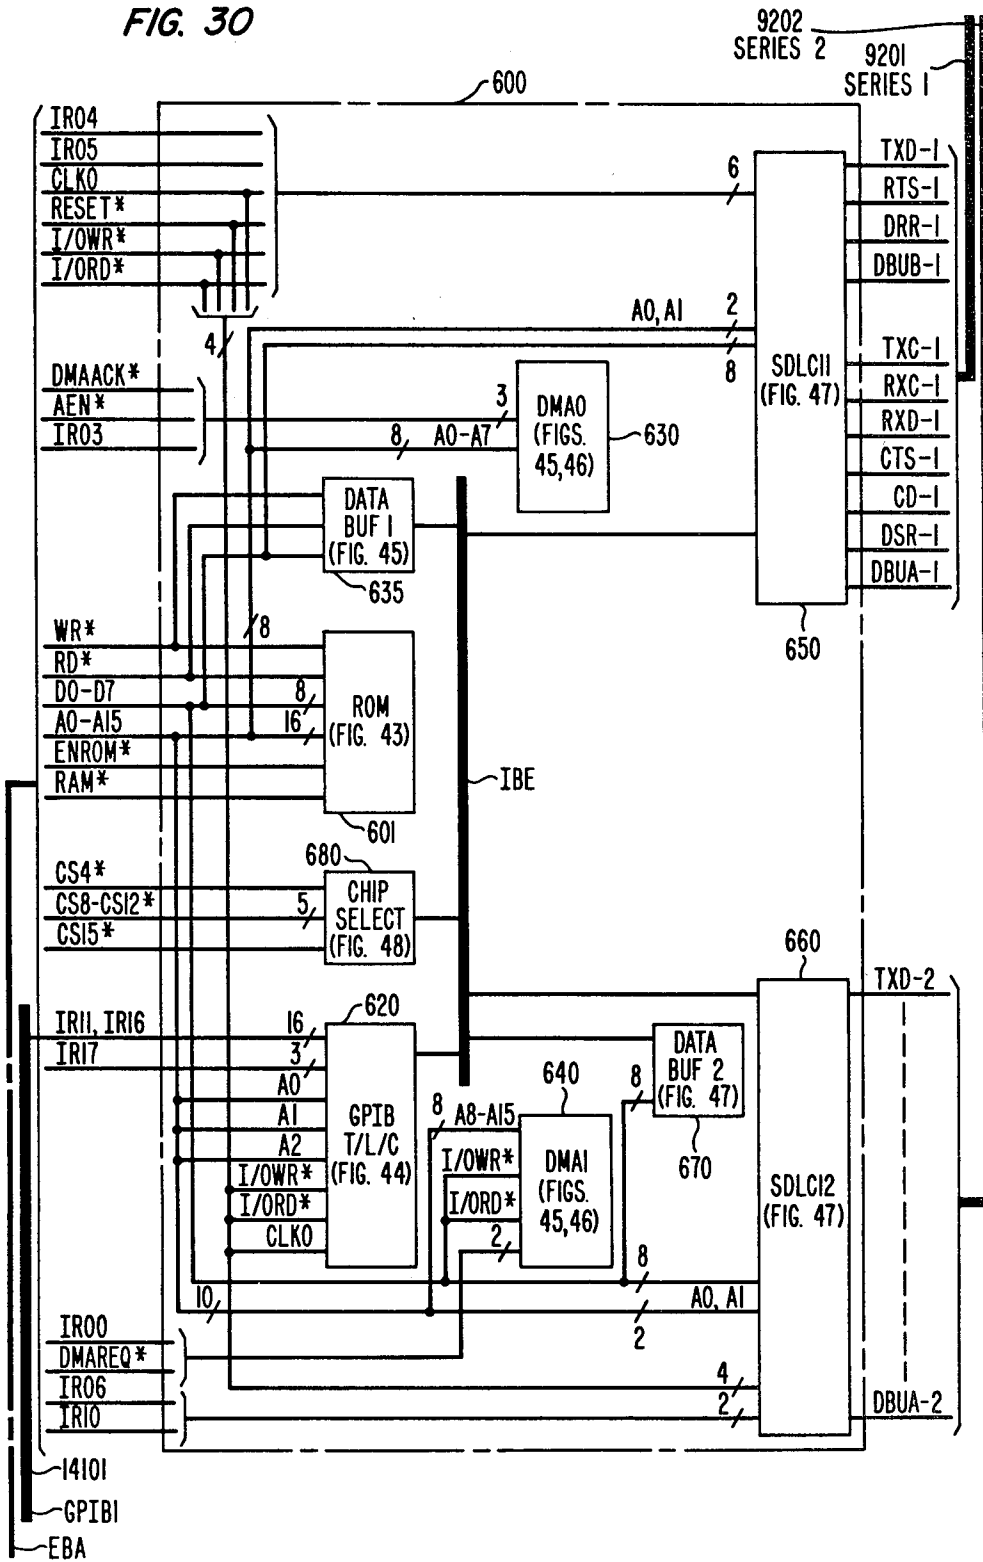 FIG. 30
9202
SERIES 2
9201
SERIES 1
600
IR04
IR05
CLK0
RESET*
I/OWR*
I/ORD*
6
4
A0, A1
2
8
TXD-1
RTS-1
DRR-1
DBUB-1
TXC-1
RXC-1
RXD-1
CTS-1
CD-1
DSR-1
DBUA-1
SDLC11
(FIG. 47)
650
DMAACK*
AEN*
IR03
3
8
A0-A7
DMA0
(FIGS.
45,46)
630
DATA
BUF 1
(FIG. 45)
635
8
WR*
RD*
D0-D7
A0-A15
ENROM*
RAM*
8
16
ROM
(FIG. 43)
601
IBE
CS4*
CS8-CS12*
CS15*
5
680
CHIP
SELECT
(FIG. 48)
IR11, IR16
IR17
16
3
A0
A1
A2
I/OWR*
I/ORD*
CLK0
620
GPIB
T/L/C
(FIG. 44)
8
A8-A15
I/OWR*
I/ORD*
2
640
DMA1
(FIGS.
45,46)
8
DATA
BUF 2
(FIG. 47)
670
660
SDLC12
(FIG. 47)
TXD-2
DBUA-2
8
10
A0, A1
2
IR00
DMAREQ*
IR06
IR10
4
2
14101
GPIB1
EBA